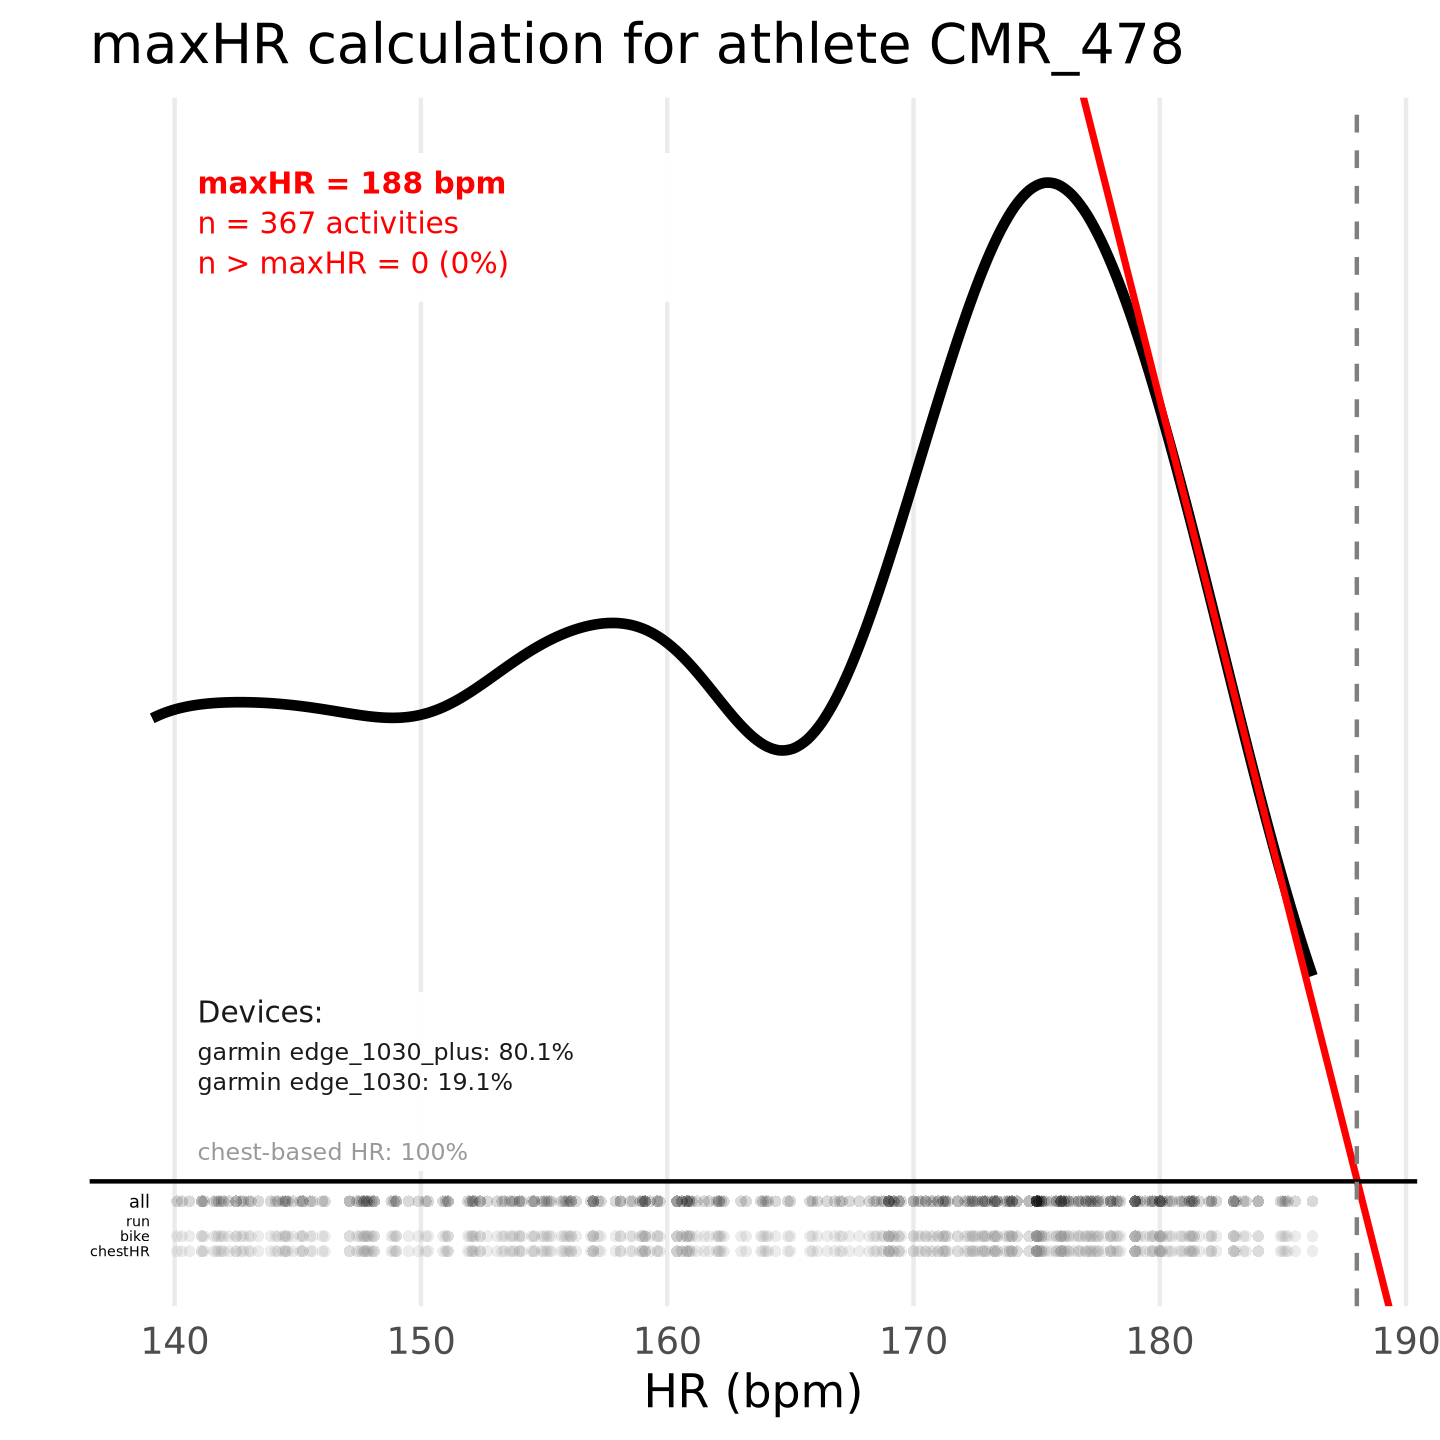 maxHR calculation for athlete CMR_478
maxHR = 188 bpm
n = 367 activities
n > maxHR = 0 (0%)
Devices:
garmin edge_1030_plus: 80.1%
garmin edge_1030: 19.1%
chest-based HR: 100%
all
run
bike
chestHR
140 150 160 170 180 190
HR (bpm)